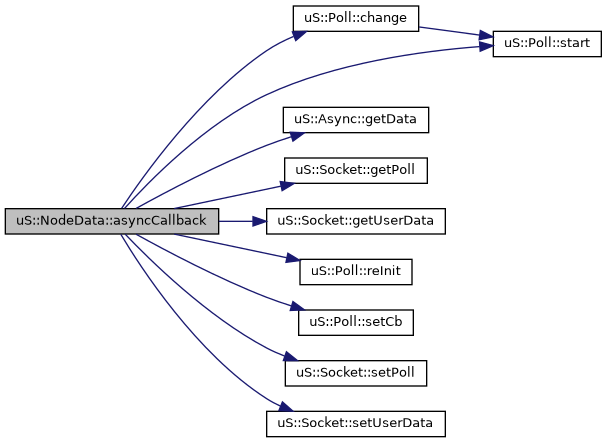 uS::Poll::change
uS::Poll::start
uS::Async::getData
uS::Socket::getPoll
uS::NodeData::asyncCallback
uS::Socket::getUserData
uS::Poll::reInit
uS::Poll::setCb
uS::Socket::setPoll
uS::Socket::setUserData